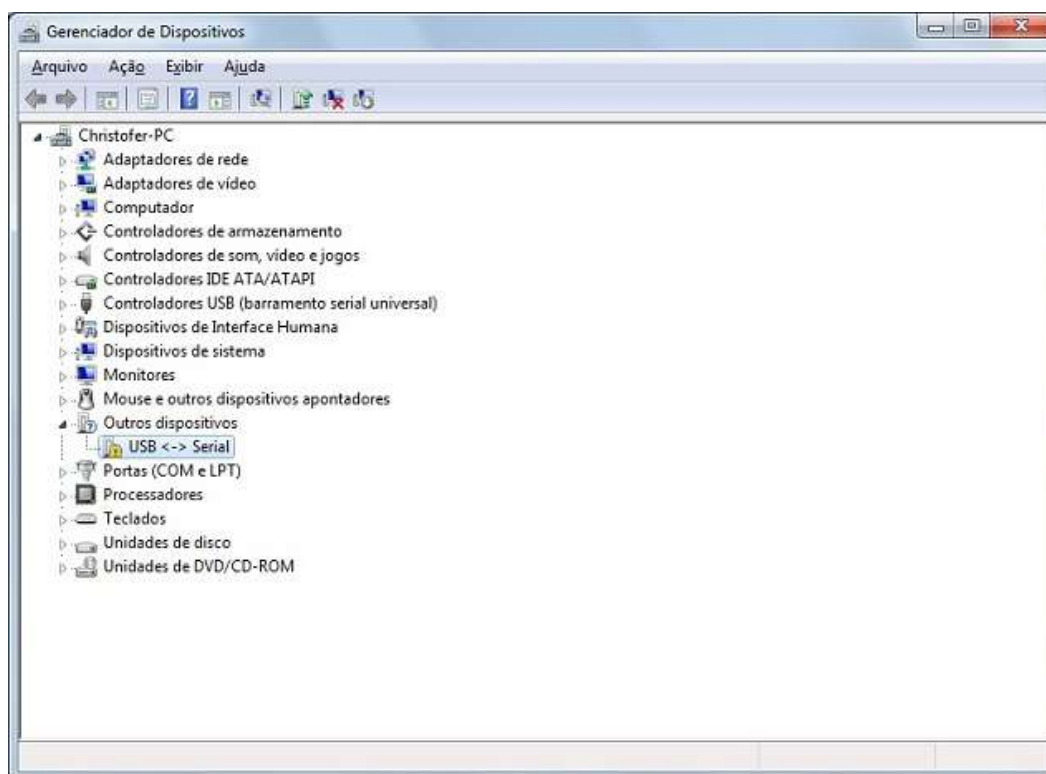 Gerenciador de Dispositivos
Arquivo Ação Exibir Ajuda
Christofer-PC
Adaptadores de rede
Adaptadores de vídeo
Computador
Controladores de armazenamento
Controladores de som, vídeo e jogos
Controladores IDE ATA/ATAPI
Controladores USB (barramento serial universal)
Dispositivos de Interface Humana
Dispositivos de sistema
Monitores
Mouse e outros dispositivos apontadores
Outros dispositivos
USB <-> Serial
Portas (COM e LPT)
Processadores
Teclados
Unidades de disco
Unidades de DVD/CD-ROM